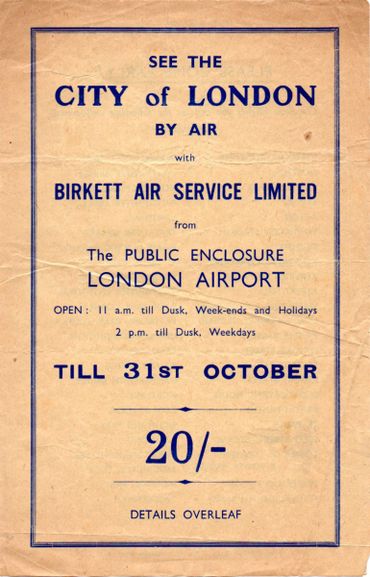 SEE THE
CITY of LONDON
BY AIR
with
BIRKETT AIR SERVICE LIMITED
from
The PUBLIC ENCLOSURE
LONDON AIRPORT
OPEN : 11 a.m. till Dusk, Week-ends and Holidays
2 p.m. till Dusk, Weekdays
TILL 31ST OCTOBER
20/-
DETAILS OVERLEAF